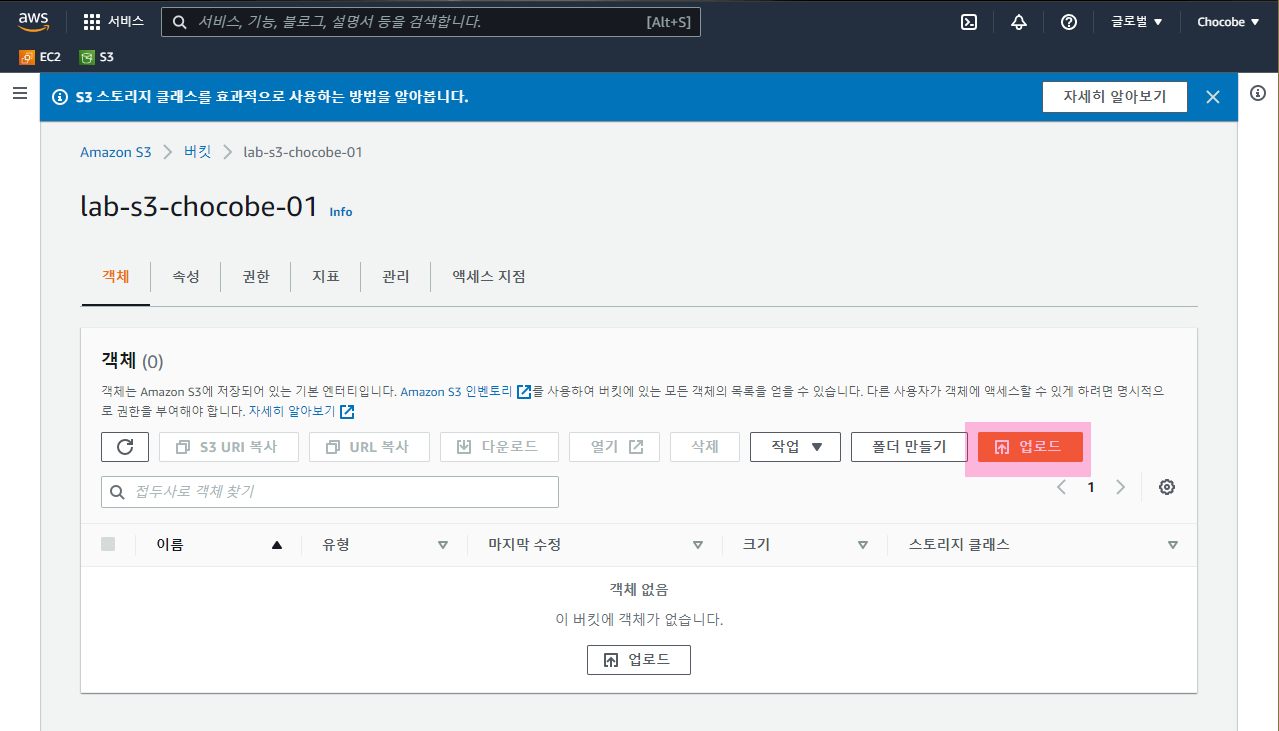 aws 서비스 서비스, 기능, 블로그, 설명서 등을 검색합니다. [Alt+S] 글로벌 Chocobe
EC2 S3
S3 스토리지 클래스를 효과적으로 사용하는 방법을 알아봅니다. 자세히 알아보기
Amazon S3 버킷 lab-s3-chocobe-01
lab-s3-chocobe-01 Info
객체 속성 권한 지표 관리 액세스 지점
객체 (0)
객체는 Amazon S3에 저장되어 있는 기본 엔터티입니다. Amazon S3 인벤토리 를 사용하여 버킷에 있는 모든 객체의 목록을 얻을 수 있습니다. 다른 사용자가 객체에 액세스할 수 있게 하려면 명시적으
로 권한을 부여해야 합니다. 자세히 알아보기
S3 URI 복사 URL 복사 다운로드 열기 삭제 작업 폴더 만들기 업로드
접두사로 객체 찾기 1
이름 유형 마지막 수정 크기 스토리지 클래스
객체 없음
이 버킷에 객체가 없습니다.
업로드